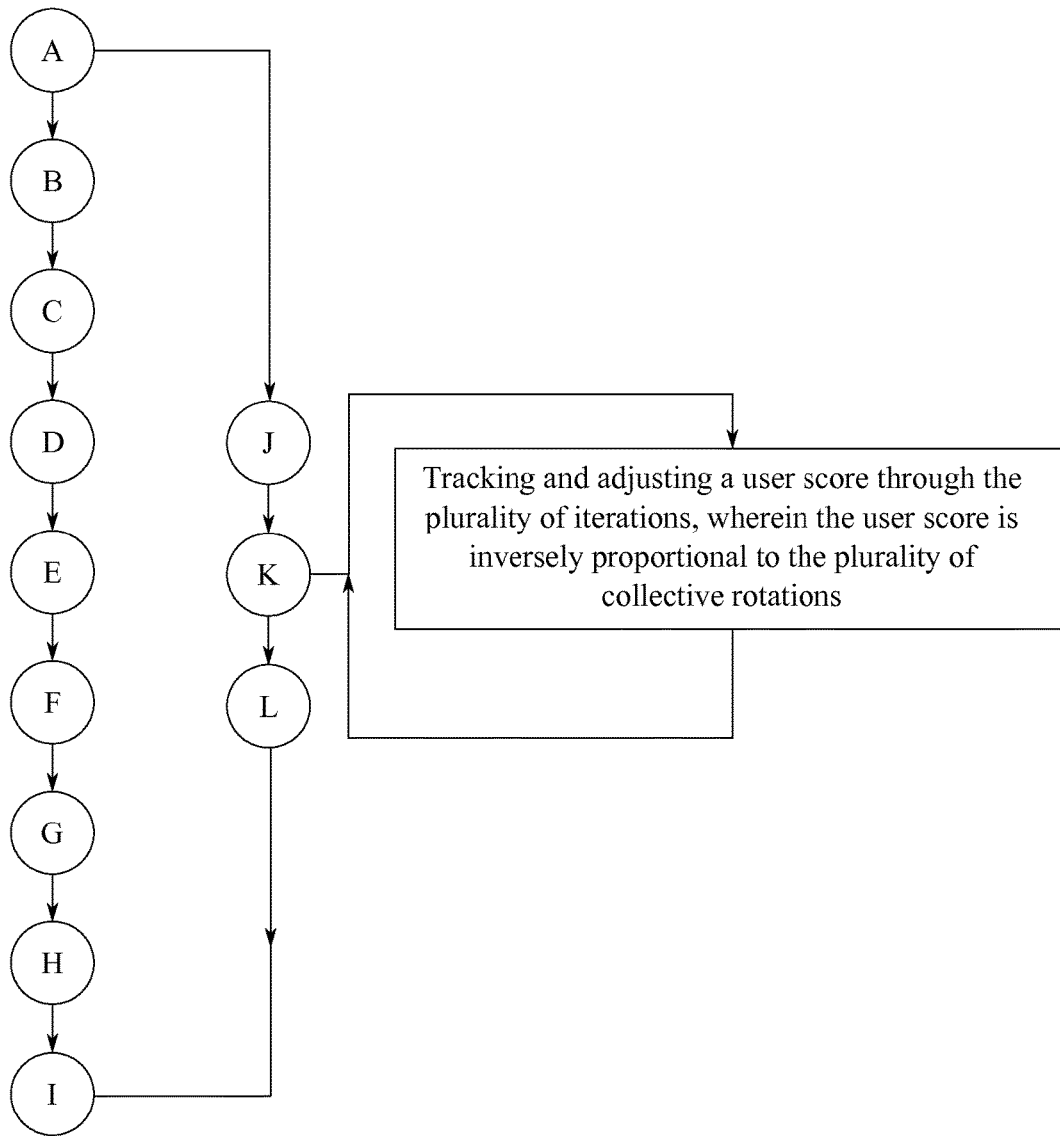 A
B
C
D
E
F
G
H
I
J
K
L
Tracking and adjusting a user score through the
plurality of iterations, wherein the user score is
inversely proportional to the plurality of
collective rotations